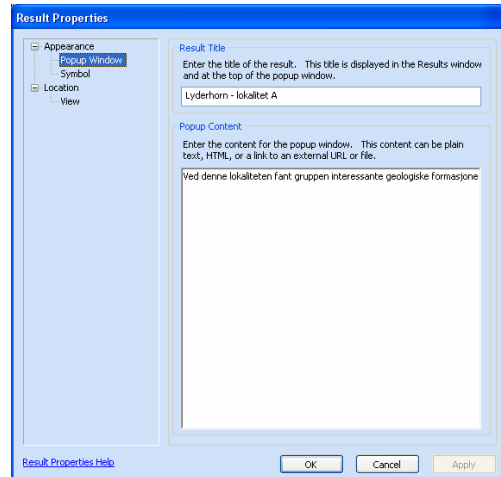 Result Properties
Appearance
Popup Window
Symbol
Location
View
Result Title
Enter the title of the result. This title is displayed in the Results window
and at the top of the popup window.
Lyderhorn - lokalitet A
Popup Content
Enter the content for the popup window. This content can be plain
text, HTML, or a link to an external URL or file.
Ved denne lokaliteten fant gruppen interessante geologiske formasjone
Result Properties Help
OK
Cancel
Apply